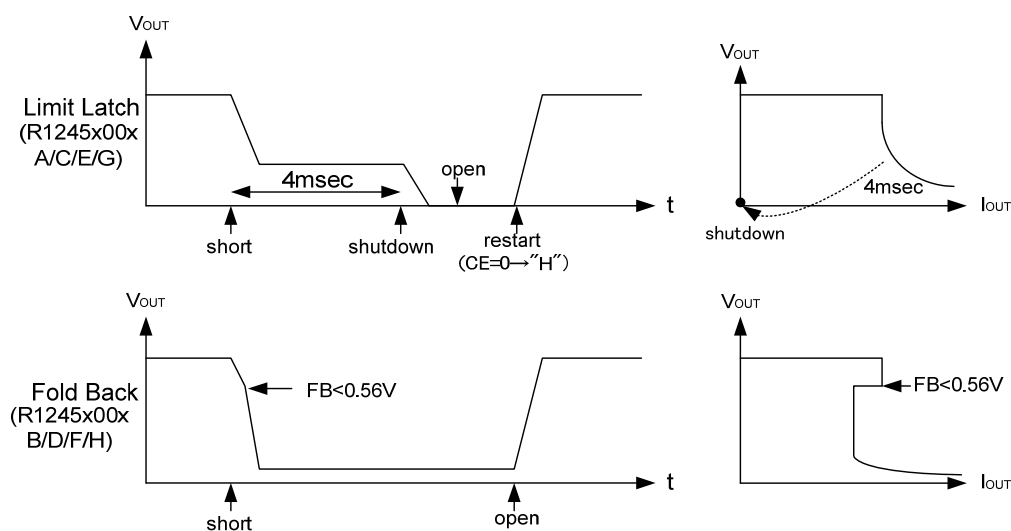 VOUT
Limit Latch
(R1245x00x
A/C/E/G)
4msec
open
t
short
shutdown
restart
(CE=0→"H")
VOUT
4msec
IOUT
shutdown
VOUT
Fold Back
(R1245x00x
B/D/F/H)
FB<0.56V
t
short
open
VOUT
FB<0.56V
IOUT